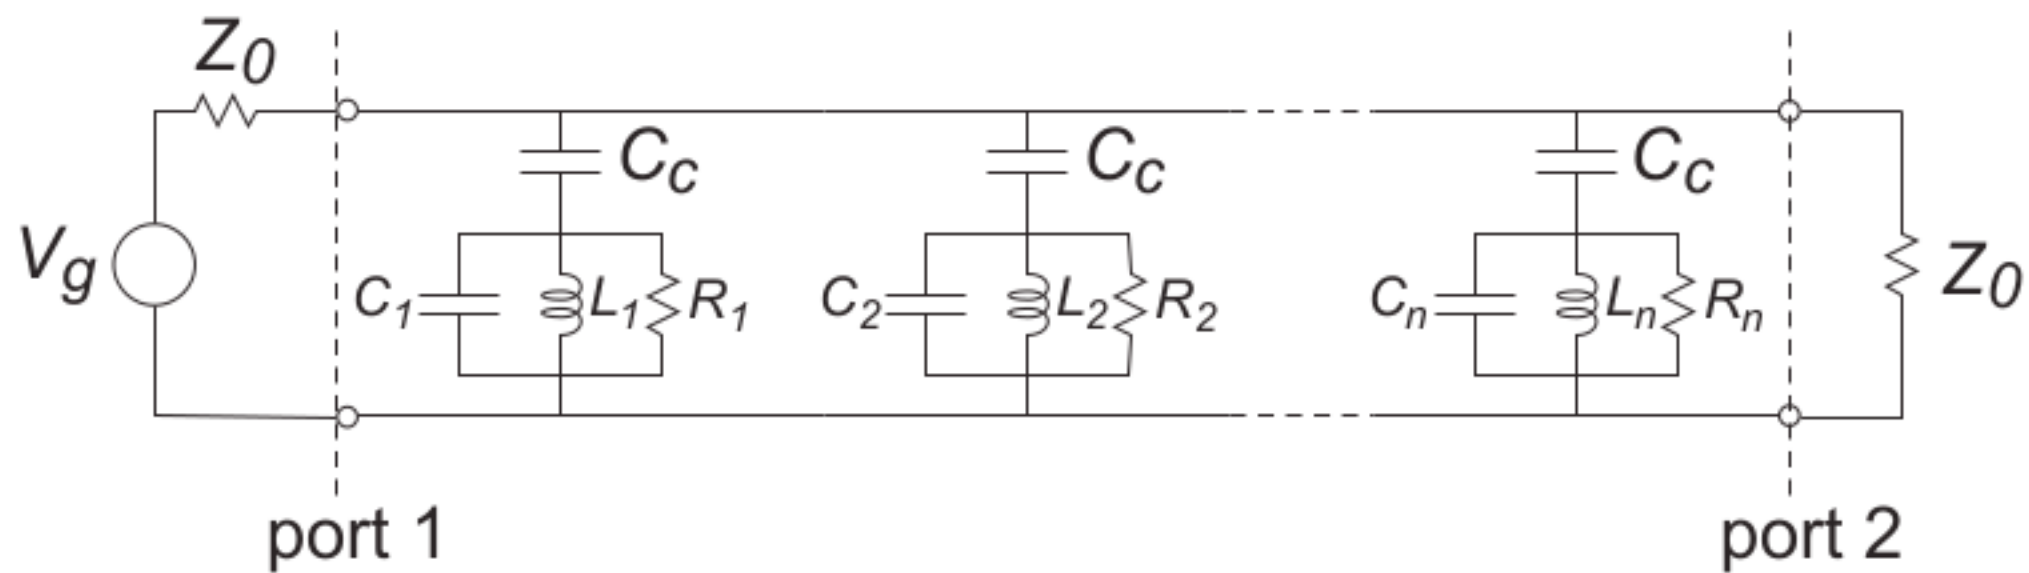 Z0
Cc Cc Cc
Vg C1 L1 R1 C2 L2 R2 Cn Ln Rn Z0
port 1 port 2